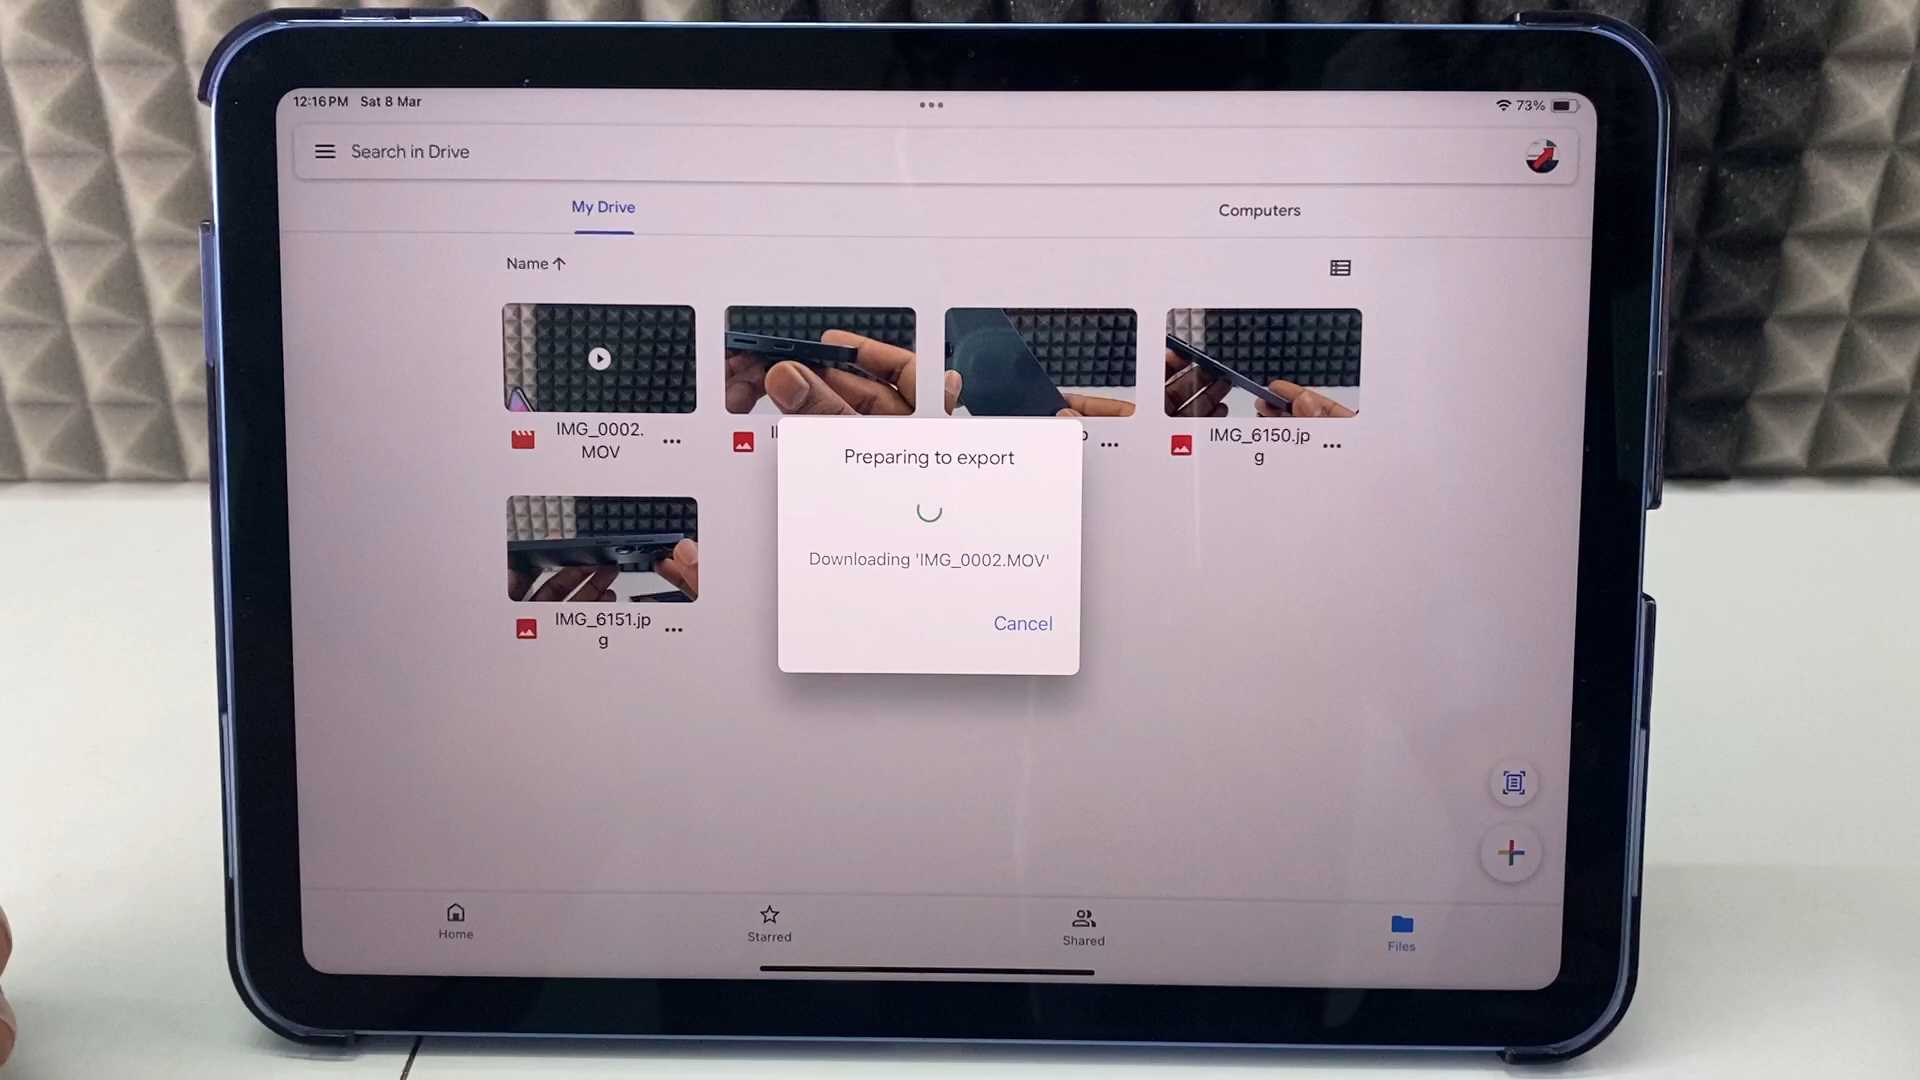 12:16 PM Sat 8 Mar
73%
Search in Drive
My Drive
Computers
Name
IMG_0002.
MOV
IMG_6150.jp
g
Preparing to export
Downloading 'IMG_0002.MOV'
Cancel
IMG_6151.jp
g
Home
Starred
Shared
Files